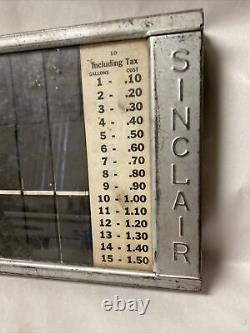 10
Including Tax
GALLONS COST
1 - .10
2 - .20
3 - .30
4 - .40
5 - .50
6 - .60
7 - .70
8 - .80
9 - .90
10 - 1.00
11 - 1.10
12 - 1.20
13 - 1.30
14 - 1.40
15 - 1.50
SINCLAIR
ebay